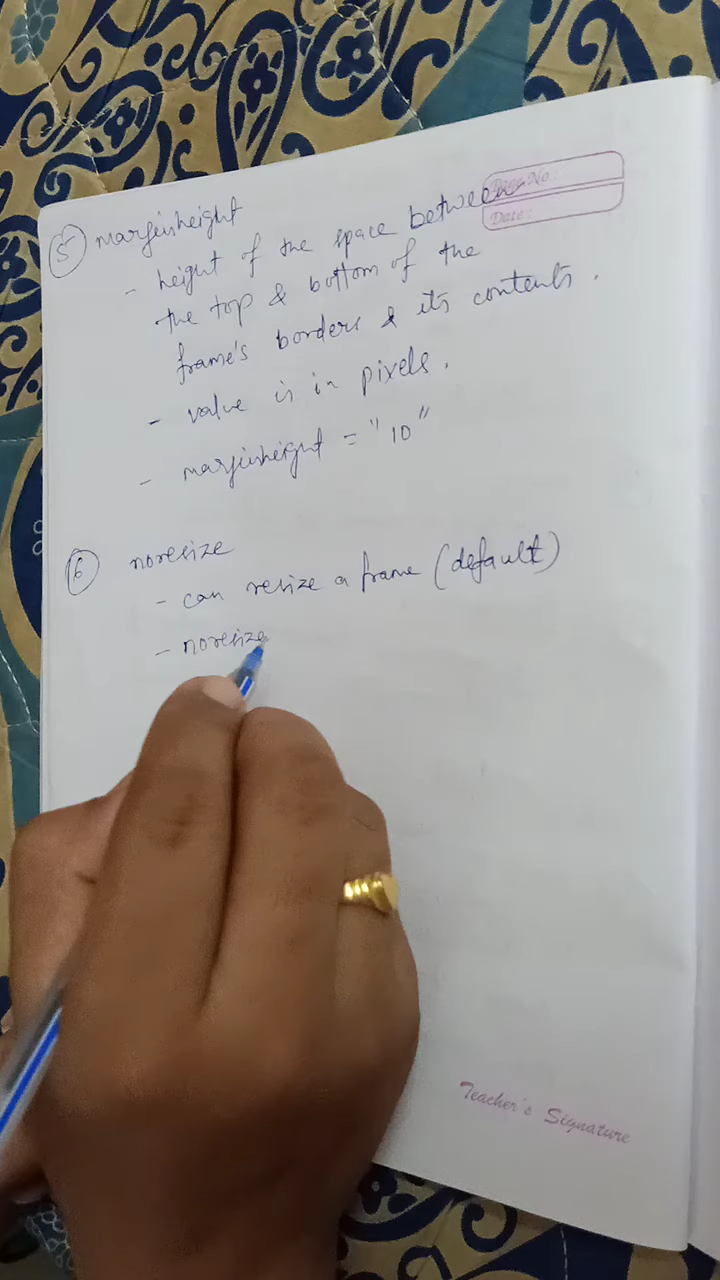 Page No:
Date:
5 marginheight
- height of the space between
the top & bottom of the
frame's borders & its contents.
- value is in pixels.
- marginheight = "10"
6 noresize
- can resize a frame (default)
- noresize
Teacher's Signature